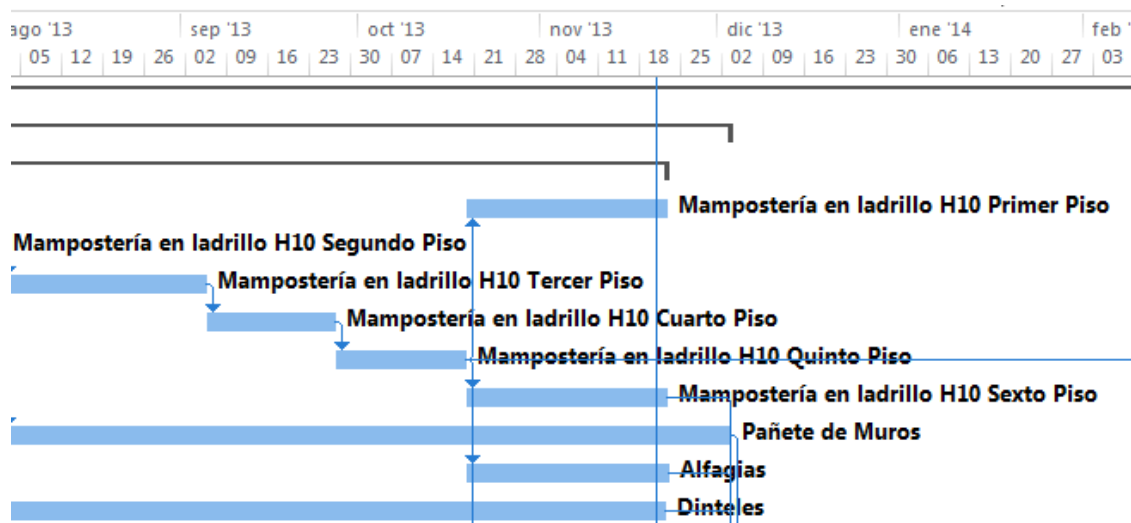 ago '13 sep '13 oct '13 nov '13 dic '13 ene '14 feb '
05 12 19 26 02 09 16 23 30 07 14 21 28 04 11 18 25 02 09 16 23 30 06 13 20 27 03
Mampostería en ladrillo H10 Primer Piso
Mampostería en ladrillo H10 Segundo Piso
Mampostería en ladrillo H10 Tercer Piso
Mampostería en ladrillo H10 Cuarto Piso
Mampostería en ladrillo H10 Quinto Piso
Mampostería en ladrillo H10 Sexto Piso
Pañete de Muros
Alfagias
Dinteles